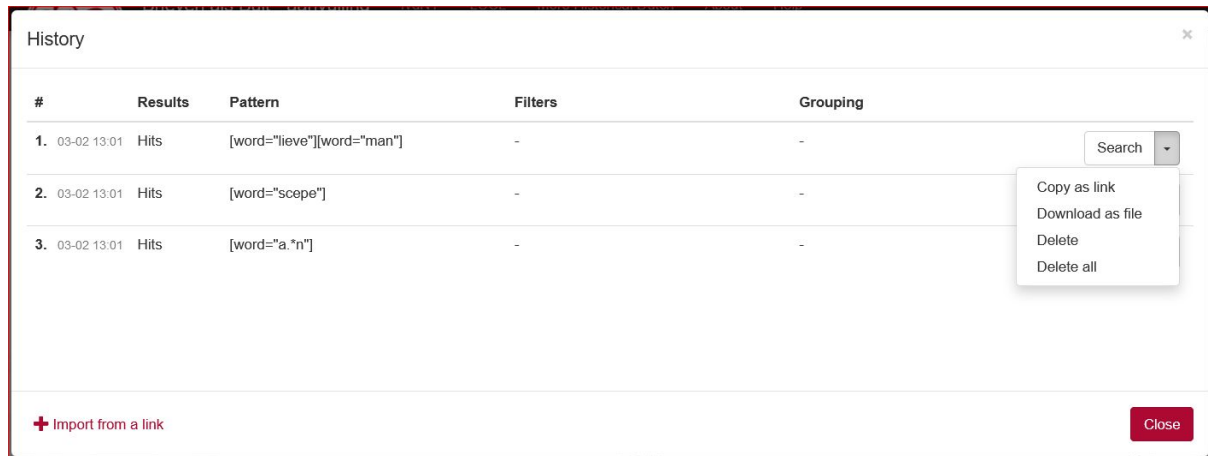 History ×
# Results Pattern Filters Grouping
1. 03-02 13:01 Hits [word="lieve"][word="man"] - - Search
Copy as link
2. 03-02 13:01 Hits [word="scepe"] - -
Download as file
Delete
3. 03-02 13:01 Hits [word="a.*n"] - -
Delete all
+ Import from a link Close